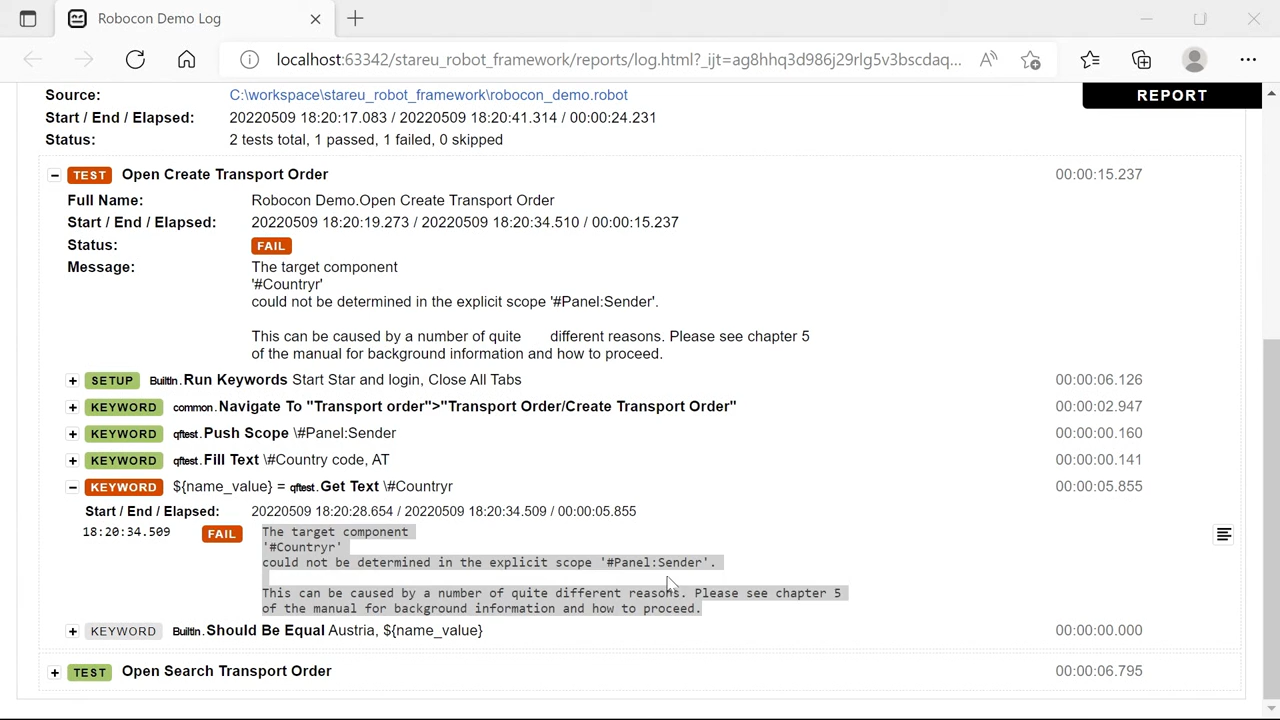 Robocon Demo Log
localhost:63342/stareu_robot_framework/reports/log.html?_ijt=ag8hhq3d986j29rlg5v3bscdaq...
REPORT
Source: C:\workspace\stareu_robot_framework\robocon_demo.robot
Start / End / Elapsed: 20220509 18:20:17.083 / 20220509 18:20:41.314 / 00:00:24.231
Status: 2 tests total, 1 passed, 1 failed, 0 skipped
TEST Open Create Transport Order 00:00:15.237
Full Name: Robocon Demo.Open Create Transport Order
Start / End / Elapsed: 20220509 18:20:19.273 / 20220509 18:20:34.510 / 00:00:15.237
Status: FAIL
Message: The target component
'#Countryr'
could not be determined in the explicit scope '#Panel:Sender'.
This can be caused by a number of quite different reasons. Please see chapter 5
of the manual for background information and how to proceed.
SETUP BuiltIn.Run Keywords Start Star and login, Close All Tabs 00:00:06.126
KEYWORD common.Navigate To "Transport order">"Transport Order/Create Transport Order" 00:00:02.947
KEYWORD qftest.Push Scope \#Panel:Sender 00:00:00.160
KEYWORD qftest.Fill Text \#Country code, AT 00:00:00.141
KEYWORD ${name_value} = qftest.Get Text \#Countryr 00:00:05.855
Start / End / Elapsed: 20220509 18:20:28.654 / 20220509 18:20:34.509 / 00:00:05.855
18:20:34.509 FAIL The target component
'#Countryr'
could not be determined in the explicit scope '#Panel:Sender'.
This can be caused by a number of quite different reasons. Please see chapter 5
of the manual for background information and how to proceed.
KEYWORD BuiltIn.Should Be Equal Austria, ${name_value} 00:00:00.000
TEST Open Search Transport Order 00:00:06.795